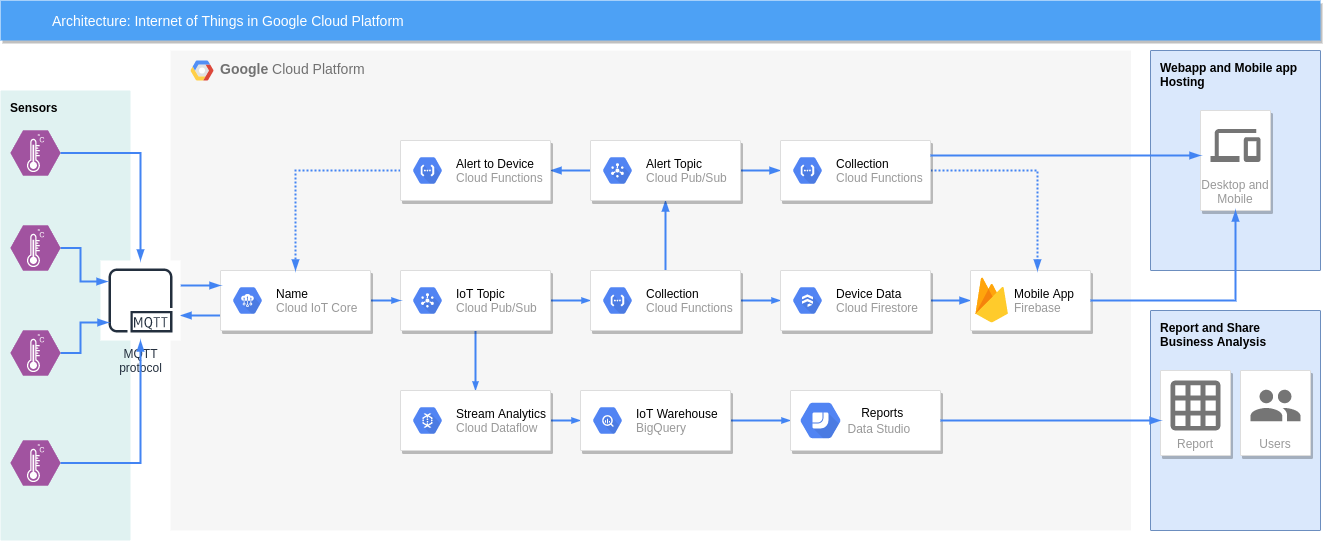 Architecture: Internet of Things in Google Cloud Platform
Google Cloud Platform
Webapp and Mobile app
Hosting
Sensors
°C
°C
°C
°C
MQTT
MQTT
protocol
Alert to Device
Cloud Functions
Alert Topic
Cloud Pub/Sub
Collection
Cloud Functions
Desktop and
Mobile
Name
Cloud IoT Core
IoT Topic
Cloud Pub/Sub
Collection
Cloud Functions
Device Data
Cloud Firestore
Mobile App
Firebase
Report and Share
Business Analysis
Stream Analytics
Cloud Dataflow
IoT Warehouse
BigQuery
Reports
Data Studio
Report
Users